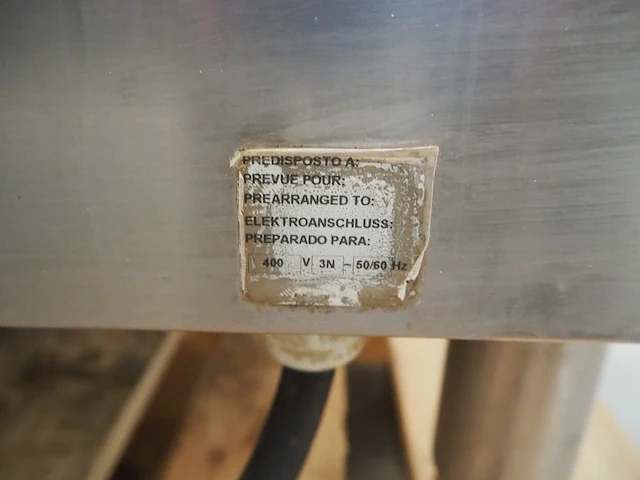 PREDISPOSTO A:
PREVUE POUR:
PREARRANGED TO:
ELEKTROANSCHLUSS:
PREPARADO PARA:
400 V 3N ~ 50/60 Hz